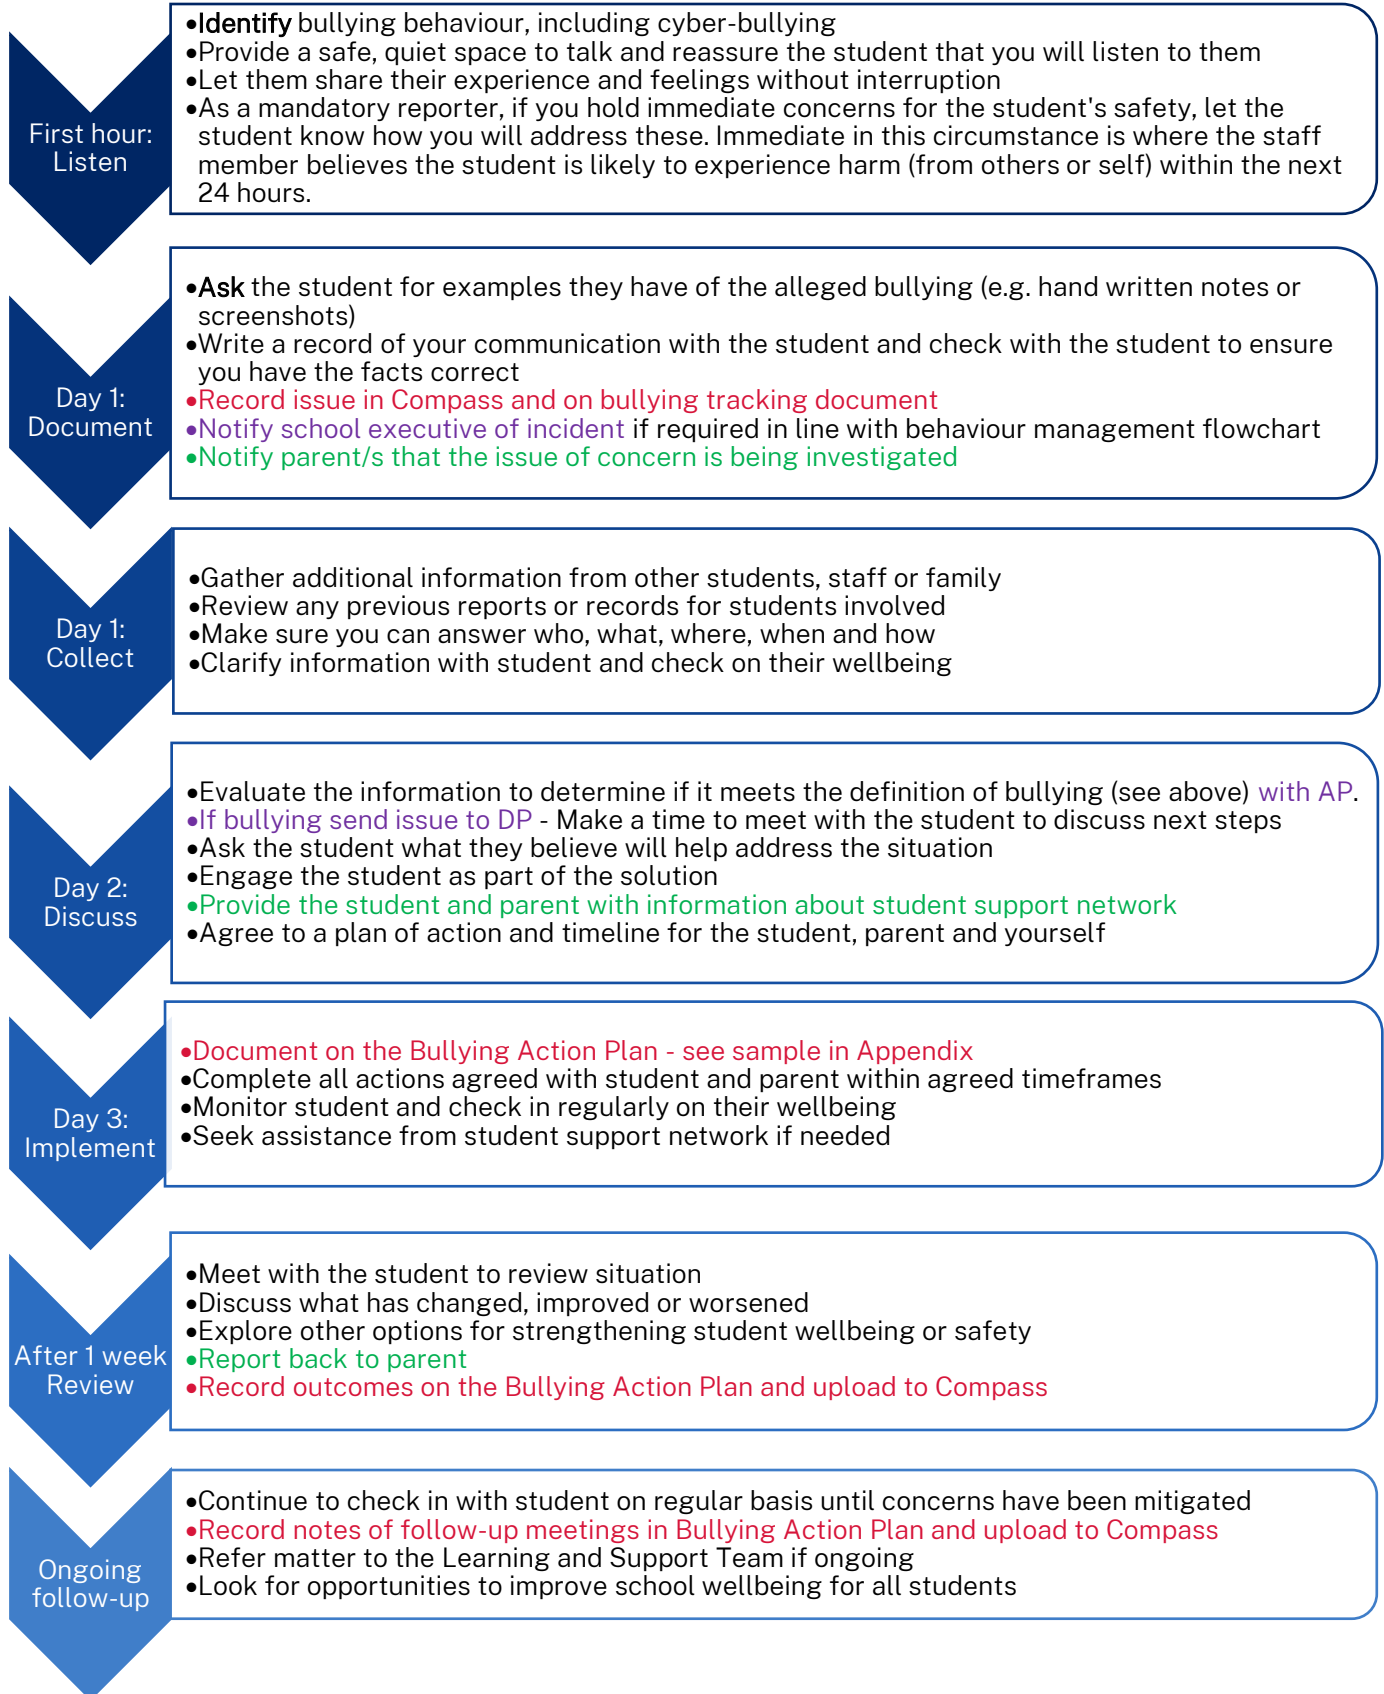 First hour:
Listen
•Identify bullying behaviour, including cyber-bullying
•Provide a safe, quiet space to talk and reassure the student that you will listen to them
•Let them share their experience and feelings without interruption
•As a mandatory reporter, if you hold immediate concerns for the student's safety, let the
student know how you will address these. Immediate in this circumstance is where the staff
member believes the student is likely to experience harm (from others or self) within the next
24 hours.
Day 1:
Document
•Ask the student for examples they have of the alleged bullying (e.g. hand written notes or
screenshots)
•Write a record of your communication with the student and check with the student to ensure
you have the facts correct
•Record issue in Compass and on bullying tracking document
•Notify school executive of incident if required in line with behaviour management flowchart
•Notify parent/s that the issue of concern is being investigated
Day 1:
Collect
•Gather additional information from other students, staff or family
•Review any previous reports or records for students involved
•Make sure you can answer who, what, where, when and how
•Clarify information with student and check on their wellbeing
Day 2:
Discuss
•Evaluate the information to determine if it meets the definition of bullying (see above) with AP.
•If bullying send issue to DP - Make a time to meet with the student to discuss next steps
•Ask the student what they believe will help address the situation
•Engage the student as part of the solution
•Provide the student and parent with information about student support network
•Agree to a plan of action and timeline for the student, parent and yourself
Day 3:
Implement
•Document on the Bullying Action Plan - see sample in Appendix
•Complete all actions agreed with student and parent within agreed timeframes
•Monitor student and check in regularly on their wellbeing
•Seek assistance from student support network if needed
After 1 week
Review
•Meet with the student to review situation
•Discuss what has changed, improved or worsened
•Explore other options for strengthening student wellbeing or safety
•Report back to parent
•Record outcomes on the Bullying Action Plan and upload to Compass
Ongoing
follow-up
•Continue to check in with student on regular basis until concerns have been mitigated
•Record notes of follow-up meetings in Bullying Action Plan and upload to Compass
•Refer matter to the Learning and Support Team if ongoing
•Look for opportunities to improve school wellbeing for all students